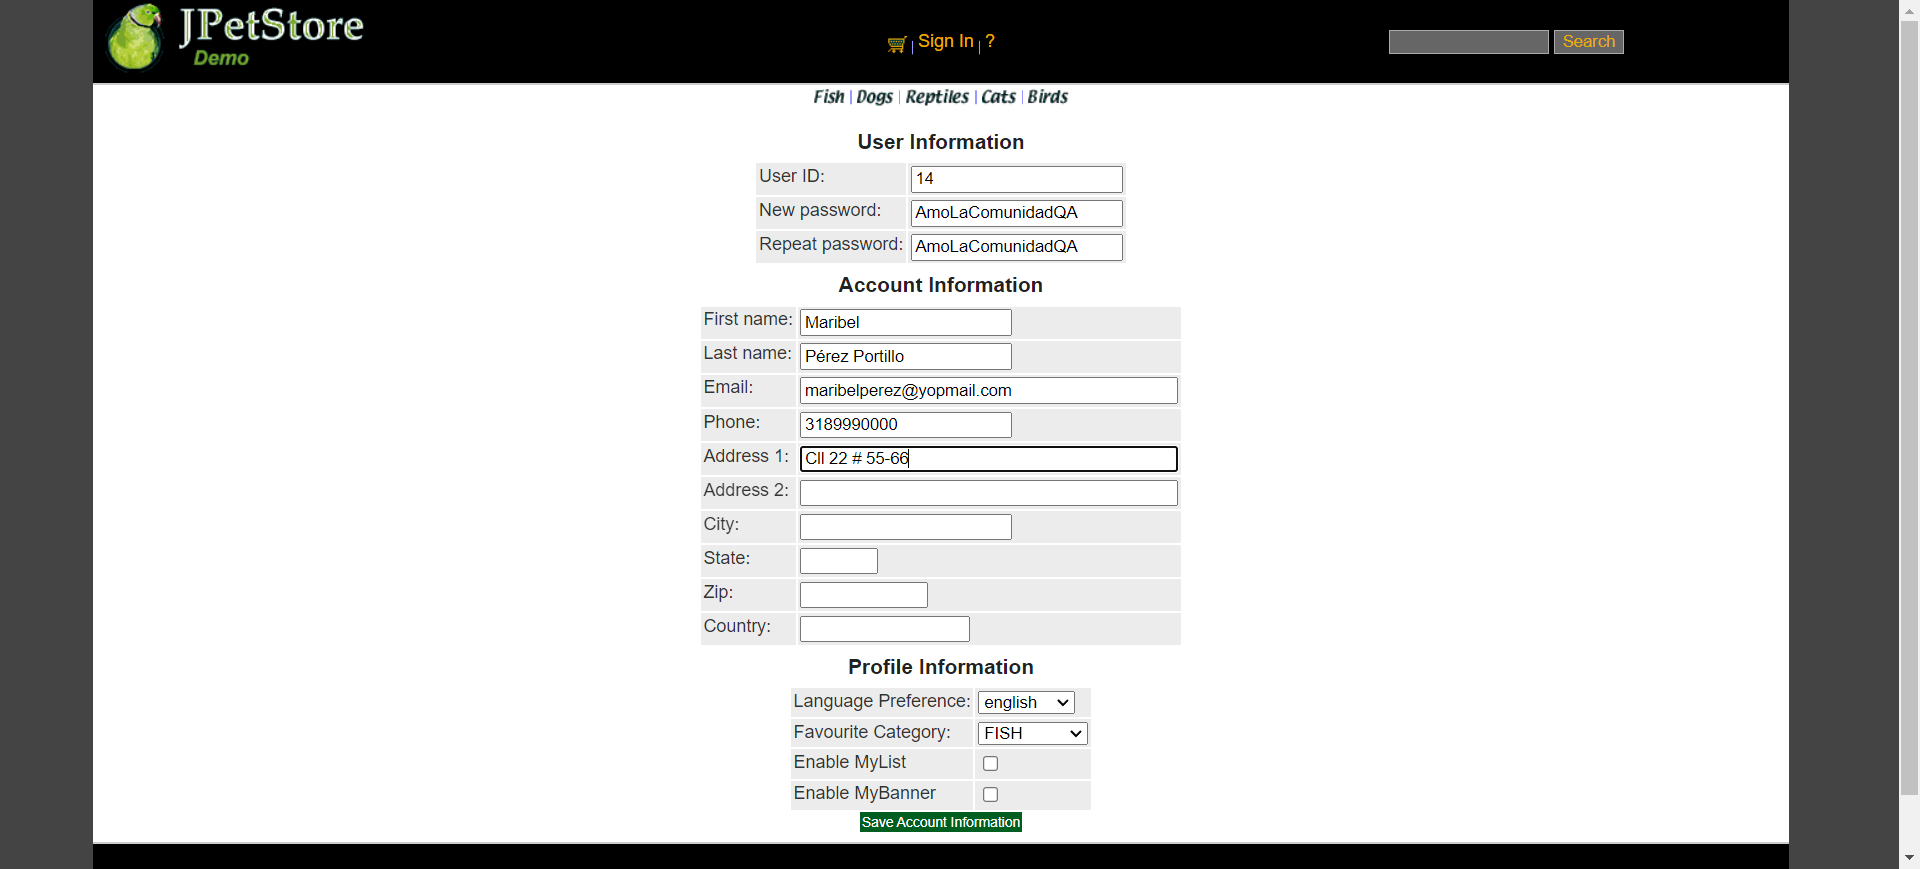 JPetStore
Demo
Sign In | ?
Search
Fish | Dogs | Reptiles | Cats | Birds
User Information
User ID: 14
New password: AmoLaComunidadQA
Repeat password: AmoLaComunidadQA
Account Information
First name: Maribel
Last name: Pérez Portillo
Email: maribelperez@yopmail.com
Phone: 3189990000
Address 1: Cll 22 # 55-66
Address 2:
City:
State:
Zip:
Country:
Profile Information
Language Preference: english
Favourite Category: FISH
Enable MyList
Enable MyBanner
Save Account Information